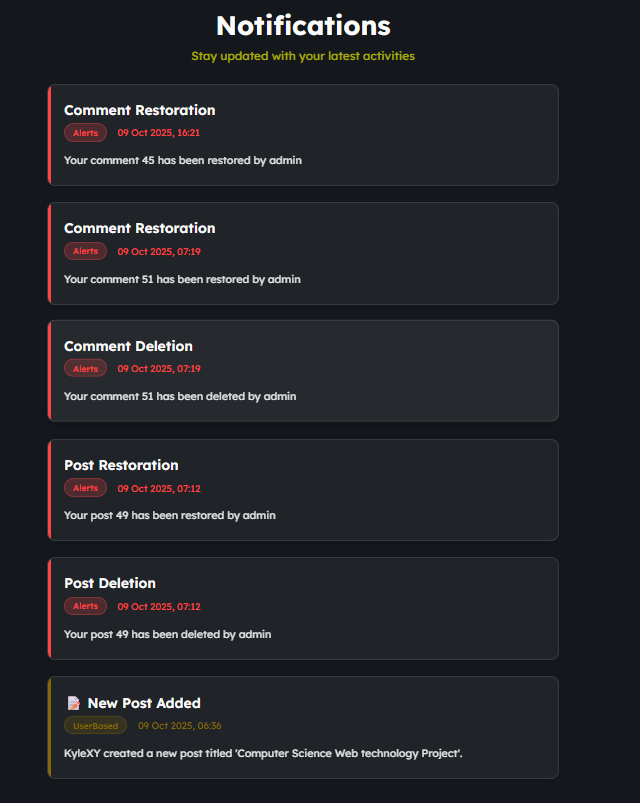 Notifications
Stay updated with your latest activities
Comment Restoration
Alerts 09 Oct 2025, 16:21
Your comment 45 has been restored by admin
Comment Restoration
Alerts 09 Oct 2025, 07:19
Your comment 51 has been restored by admin
Comment Deletion
Alerts 09 Oct 2025, 07:19
Your comment 51 has been deleted by admin
Post Restoration
Alerts 09 Oct 2025, 07:12
Your post 49 has been restored by admin
Post Deletion
Alerts 09 Oct 2025, 07:12
Your post 49 has been deleted by admin
📝 New Post Added
UserBased 09 Oct 2025, 06:36
KyleXY created a new post titled 'Computer Science Web technology Project'.